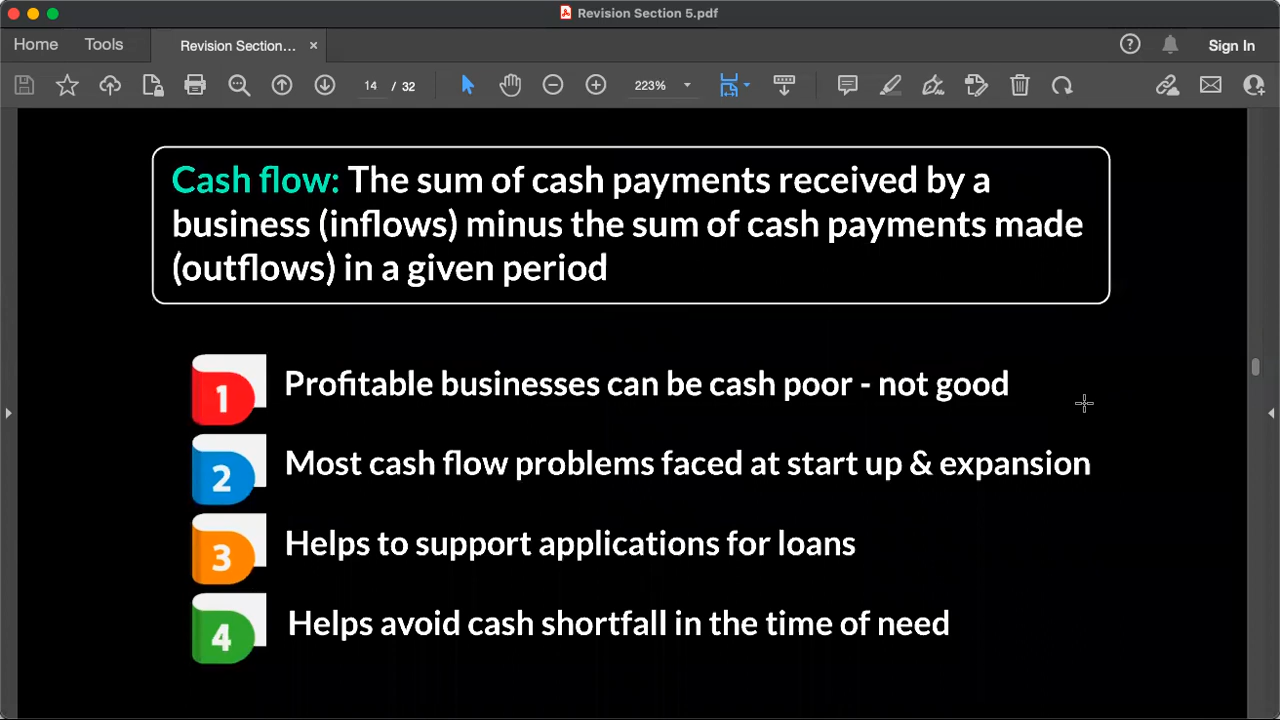 Revision Section 5.pdf
Home Tools Revision Section... × Sign In
14 / 32 223%
Cash flow: The sum of cash payments received by a
business (inflows) minus the sum of cash payments made
(outflows) in a given period
1 Profitable businesses can be cash poor - not good
2 Most cash flow problems faced at start up & expansion
3 Helps to support applications for loans
4 Helps avoid cash shortfall in the time of need